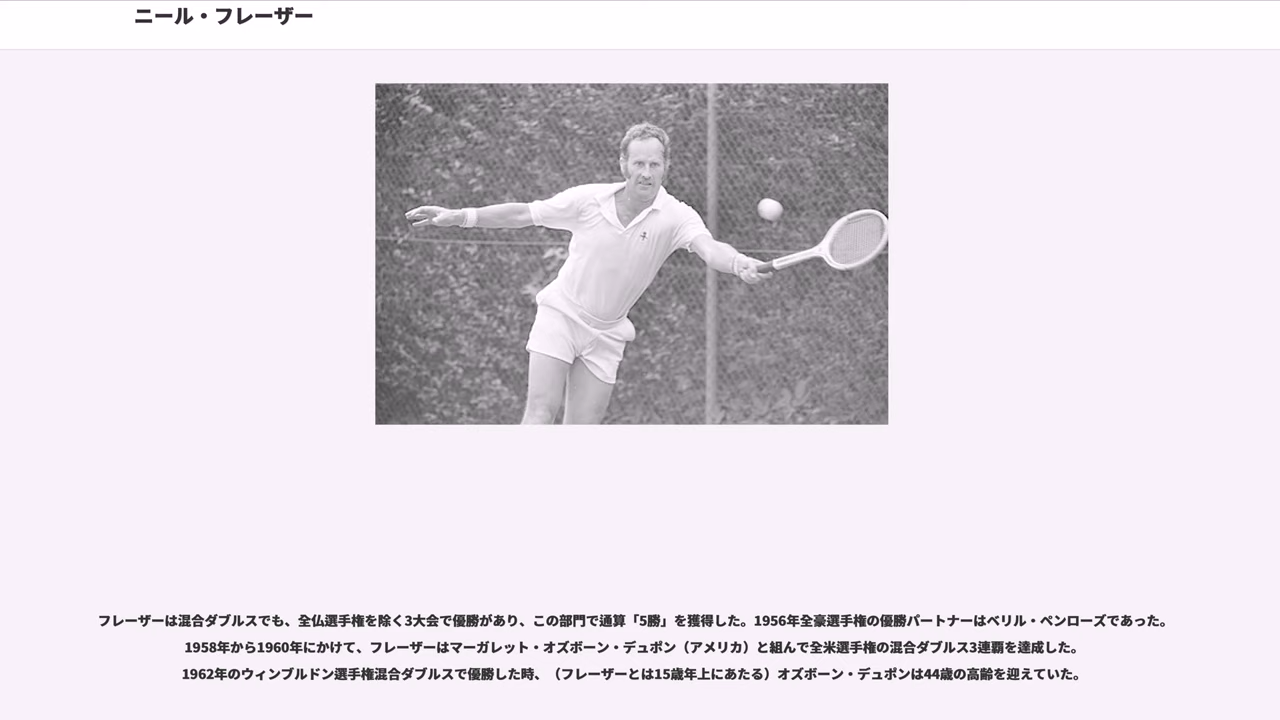 ニール・フレーザー
フレーザーは混合ダブルスでも、全仏選手権を除く3大会で優勝があり、この部門で通算「5勝」を獲得した。1956年全豪選手権の優勝パートナーはベリル・ペンローズであった。
1958年から1960年にかけて、フレーザーはマーガレット・オズボーン・デュポン（アメリカ）と組んで全米選手権の混合ダブルス3連覇を達成した。
1962年のウィンブルドン選手権混合ダブルスで優勝した時、（フレーザーとは15歳年上にあたる）オズボーン・デュポンは44歳の高齢を迎えていた。